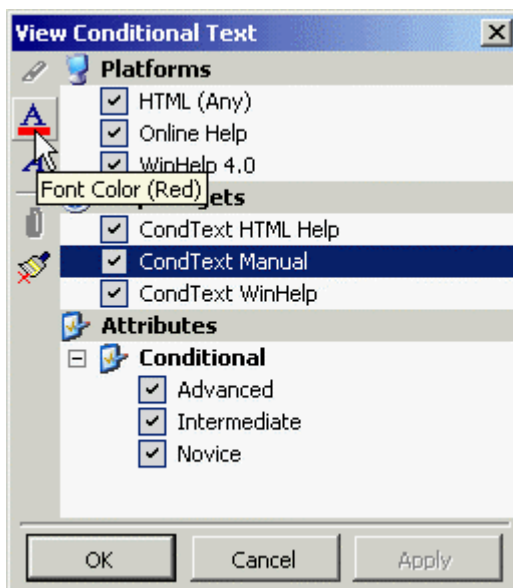 View Conditional Text
Platforms
HTML (Any)
Online Help
WinHelp 4.0
Font Color (Red)
CondText HTML Help
CondText Manual
CondText WinHelp
Attributes
Conditional
Advanced
Intermediate
Novice
OK
Cancel
Apply